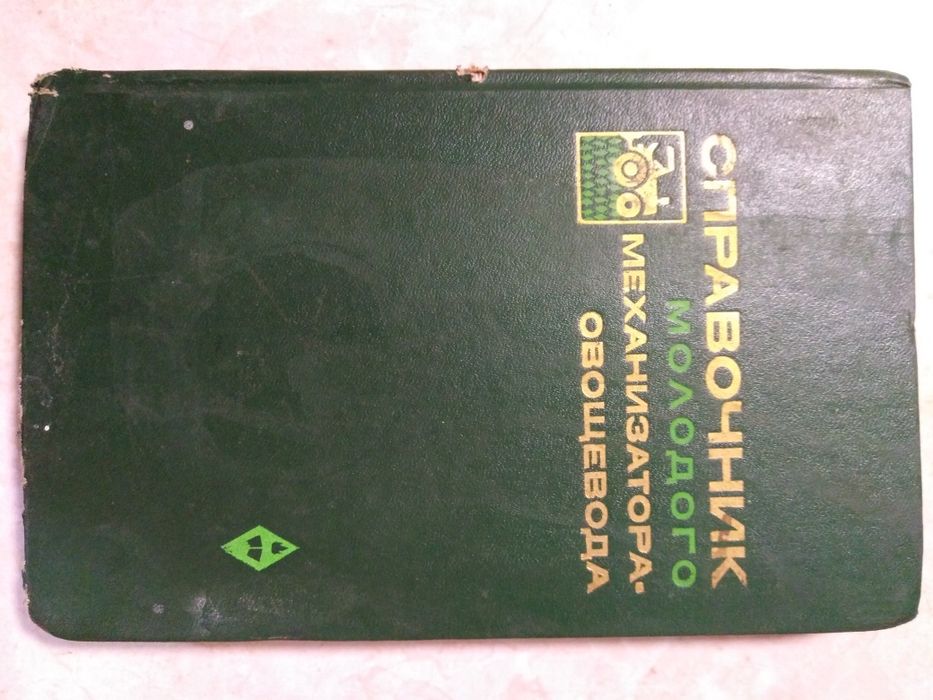 СПРАВОЧНИК
МОЛОДОГО
МЕХАНИЗАТОРА-
ОВОЩЕВОДА